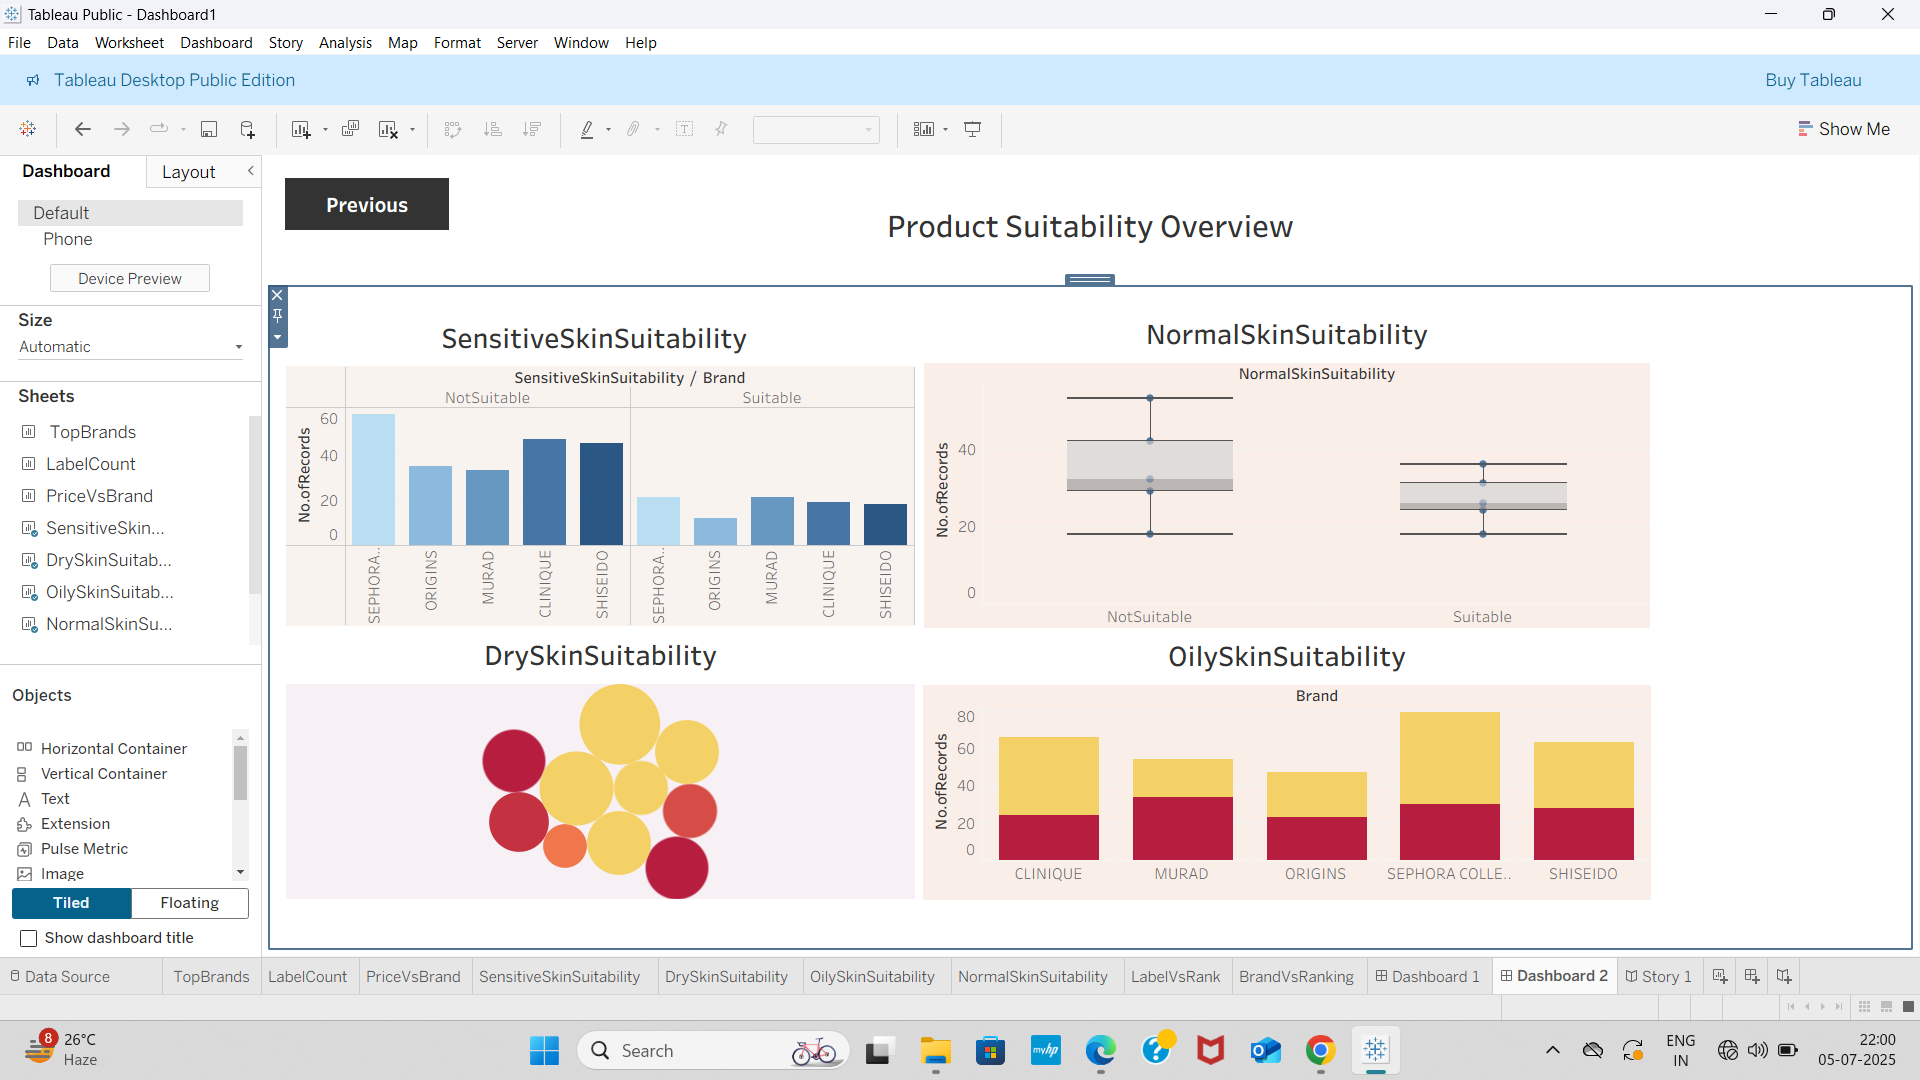 Tableau Public - Dashboard1
File Data Worksheet Dashboard Story Analysis Map Format Server Window Help
Tableau Desktop Public Edition
Buy Tableau
Show Me
Dashboard
Layout
Default
Phone
Device Preview
Size
Automatic
Sheets
TopBrands
LabelCount
PriceVsBrand
SensitiveSkin...
DrySkinSuitab...
OilySkinSuitab...
NormalSkinSu...
Objects
Horizontal Container
Vertical Container
Text
Extension
Pulse Metric
Image
Tiled
Floating
Show dashboard title
Previous
Product Suitability Overview
SensitiveSkinSuitability
SensitiveSkinSuitability / Brand
NotSuitable
Suitable
No.ofRecords
60
40
20
0
SEPHORA..
ORIGINS
MURAD
CLINIQUE
SHISEIDO
SEPHORA..
ORIGINS
MURAD
CLINIQUE
SHISEIDO
NormalSkinSuitability
NormalSkinSuitability
No.ofRecords
40
20
0
NotSuitable
Suitable
DrySkinSuitability
OilySkinSuitability
Brand
No.ofRecords
80
60
40
20
0
CLINIQUE
MURAD
ORIGINS
SEPHORA COLLE..
SHISEIDO
Data Source
TopBrands
LabelCount
PriceVsBrand
SensitiveSkinSuitability
DrySkinSuitability
OilySkinSuitability
NormalSkinSuitability
LabelVsRank
BrandVsRanking
Dashboard 1
Dashboard 2
Story 1
8
26°C
Haze
Search
myhp
ENG
IN
22:00
05-07-2025